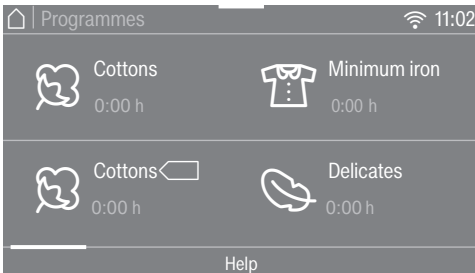 Programmes 11:02
Cottons
0:00 h
Minimum iron
0:00 h
Cottons
0:00 h
Delicates
0:00 h
Help